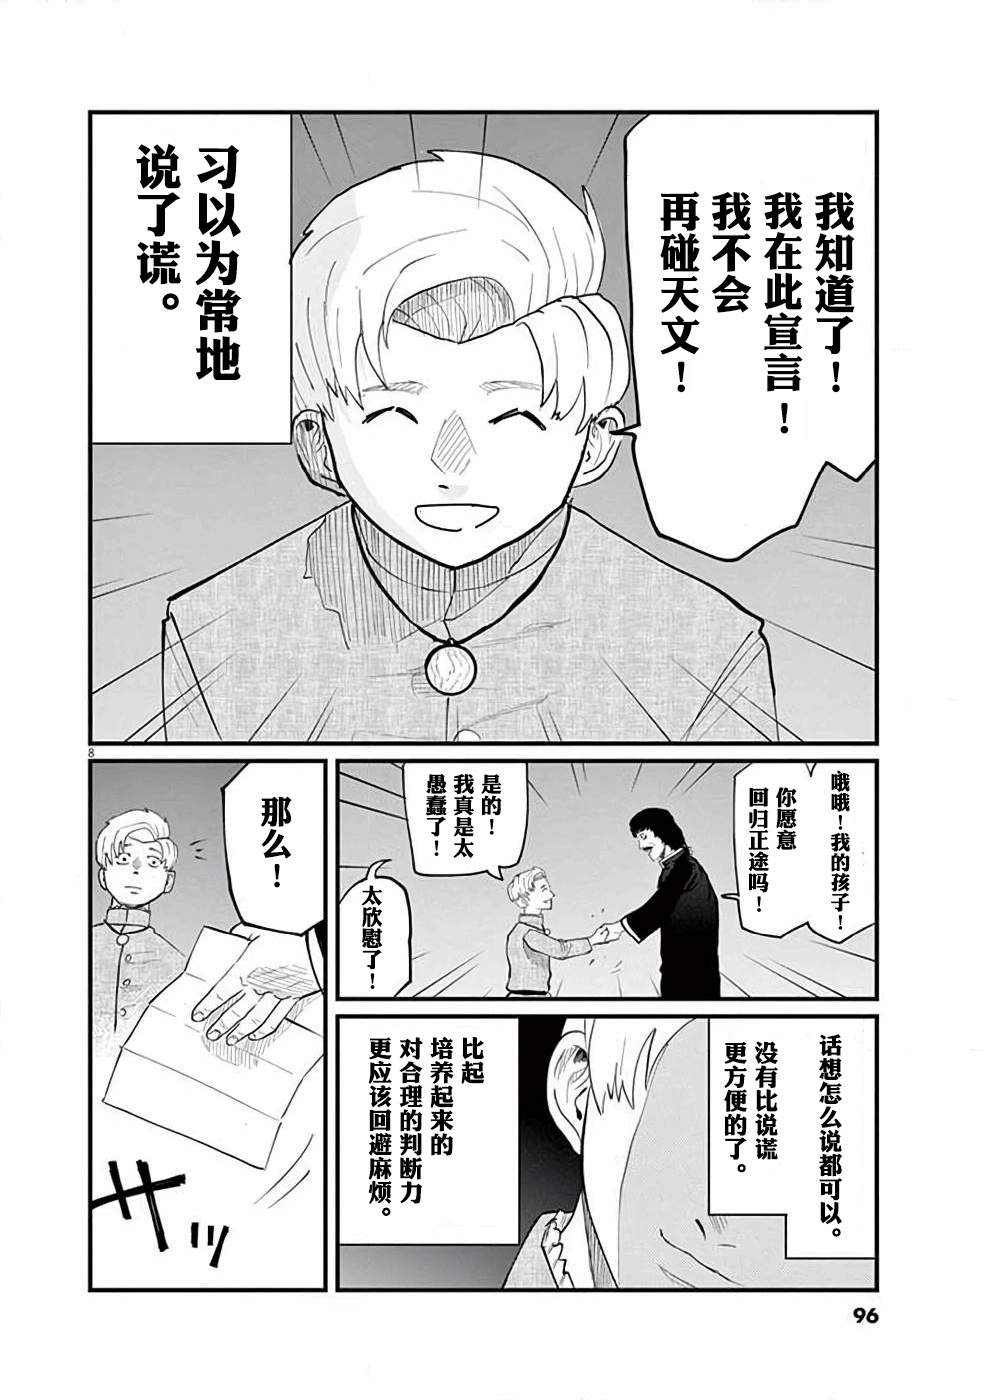 我知道了！
我在此宣言！
我不会
再碰天文！
习以为常地
说了谎。
8
哦哦！我的孩子！
你愿意
回归正途吗！
是的！
我真是太
愚蠢了！
太欣慰了！
那么！
ザッ
话想怎么说都可以。
没有比说谎
更方便的了。
比起
培养起来的
对合理的判断力
更应该回避麻烦。
96